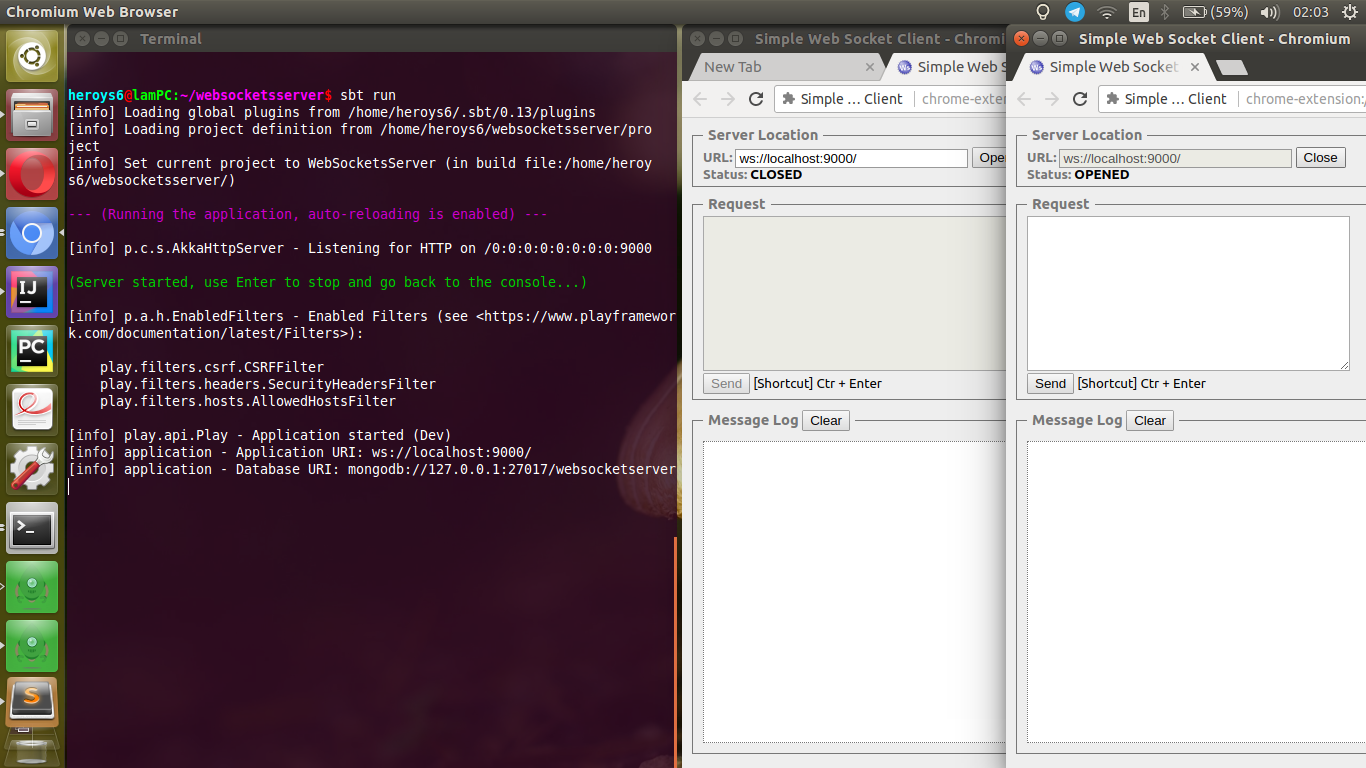 Chromium Web Browser
En
(59%)
02:03
Terminal
heroys6@lamPC:~/websocketsserver$ sbt run
[info] Loading global plugins from /home/heroys6/.sbt/0.13/plugins
[info] Loading project definition from /home/heroys6/websocketsserver/pro
ject
[info] Set current project to WebSocketsServer (in build file:/home/heroy
s6/websocketsserver/)
--- (Running the application, auto-reloading is enabled) ---
[info] p.c.s.AkkaHttpServer - Listening for HTTP on /0:0:0:0:0:0:0:0:9000
(Server started, use Enter to stop and go back to the console...)
[info] p.a.h.EnabledFilters - Enabled Filters (see <https://www.playframewor
k.com/documentation/latest/Filters>):
play.filters.csrf.CSRFFilter
play.filters.headers.SecurityHeadersFilter
play.filters.hosts.AllowedHostsFilter
[info] play.api.Play - Application started (Dev)
[info] application - Application URI: ws://localhost:9000/
[info] application - Database URI: mongodb://127.0.0.1:27017/websocketserver
IJ
PC
S
Simple Web Socket Client - Chromi
New Tab
Ws
Simple Web S
Simple ... Client
chrome-exten
Server Location
URL: ws://localhost:9000/
Ope
Status: CLOSED
Request
Send [Shortcut] Ctr + Enter
Message Log Clear
Simple Web Socket Client - Chromium
Ws
Simple Web Socket
Simple ... Client
chrome-extension:/
Server Location
URL: ws://localhost:9000/ Close
Status: OPENED
Request
Send [Shortcut] Ctr + Enter
Message Log Clear